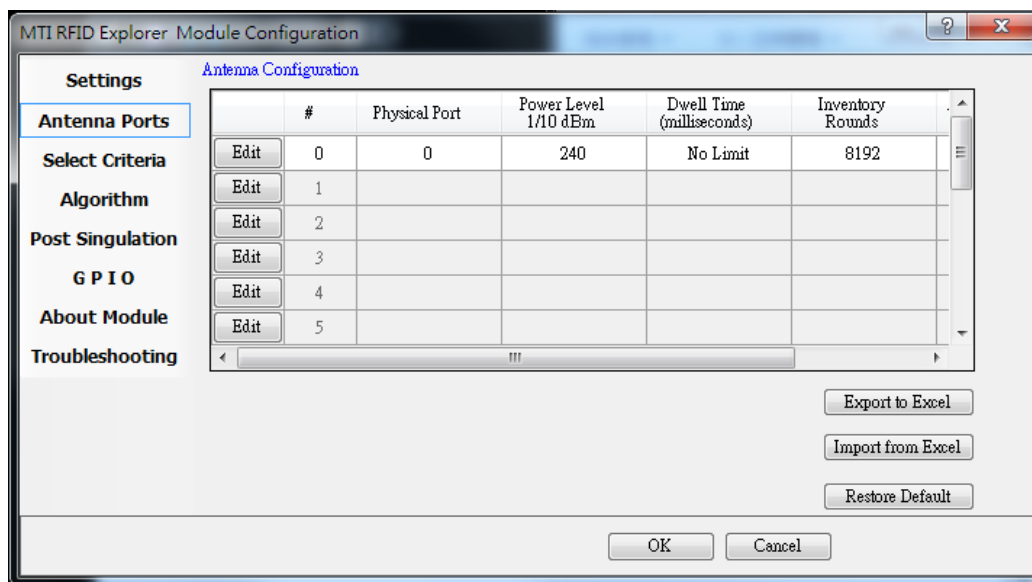 MTI RFID Explorer  Module Configuration
Settings
Antenna Ports
Select Criteria
Algorithm
Post Singulation
G P I O
About Module
Troubleshooting
Antenna Configuration
# Physical Port Power Level 1/10 dBm Dwell Time (milliseconds) Inventory Rounds
Edit 0 0 240 No Limit 8192
Edit 1
Edit 2
Edit 3
Edit 4
Edit 5
Export to Excel
Import from Excel
Restore Default
OK Cancel